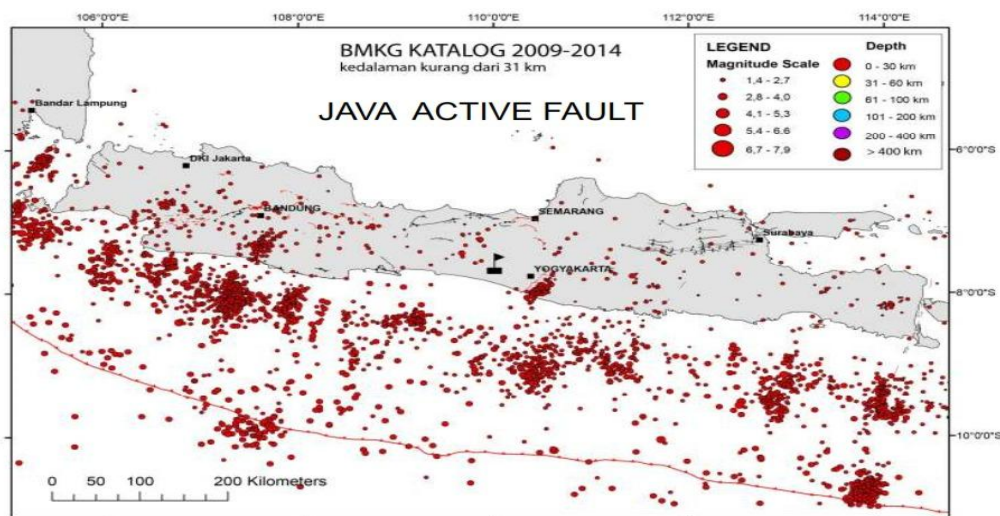 106°0'0"E 108°0'0"E 110°0'0"E 112°0'0"E 114°0'0"E
BMKG KATALOG 2009-2014
kedalaman kurang dari 31 km
JAVA ACTIVE FAULT
LEGEND
Magnitude Scale
1,4 - 2,7
2,8 - 4,0
4,1 - 5,3
5,4 - 6,6
6,7 - 7,9
Depth
0 - 30 km
31 - 60 km
61 - 100 km
101 - 200 km
200 - 400 km
> 400 km
Bandar Lampung
DKI Jakarta
6°0'0"S
BANDUNG
SEMARANG
Surabaya
YOGYAKARTA
8°0'0"S
10°0'0"S
0 50 100 200 Kilometers